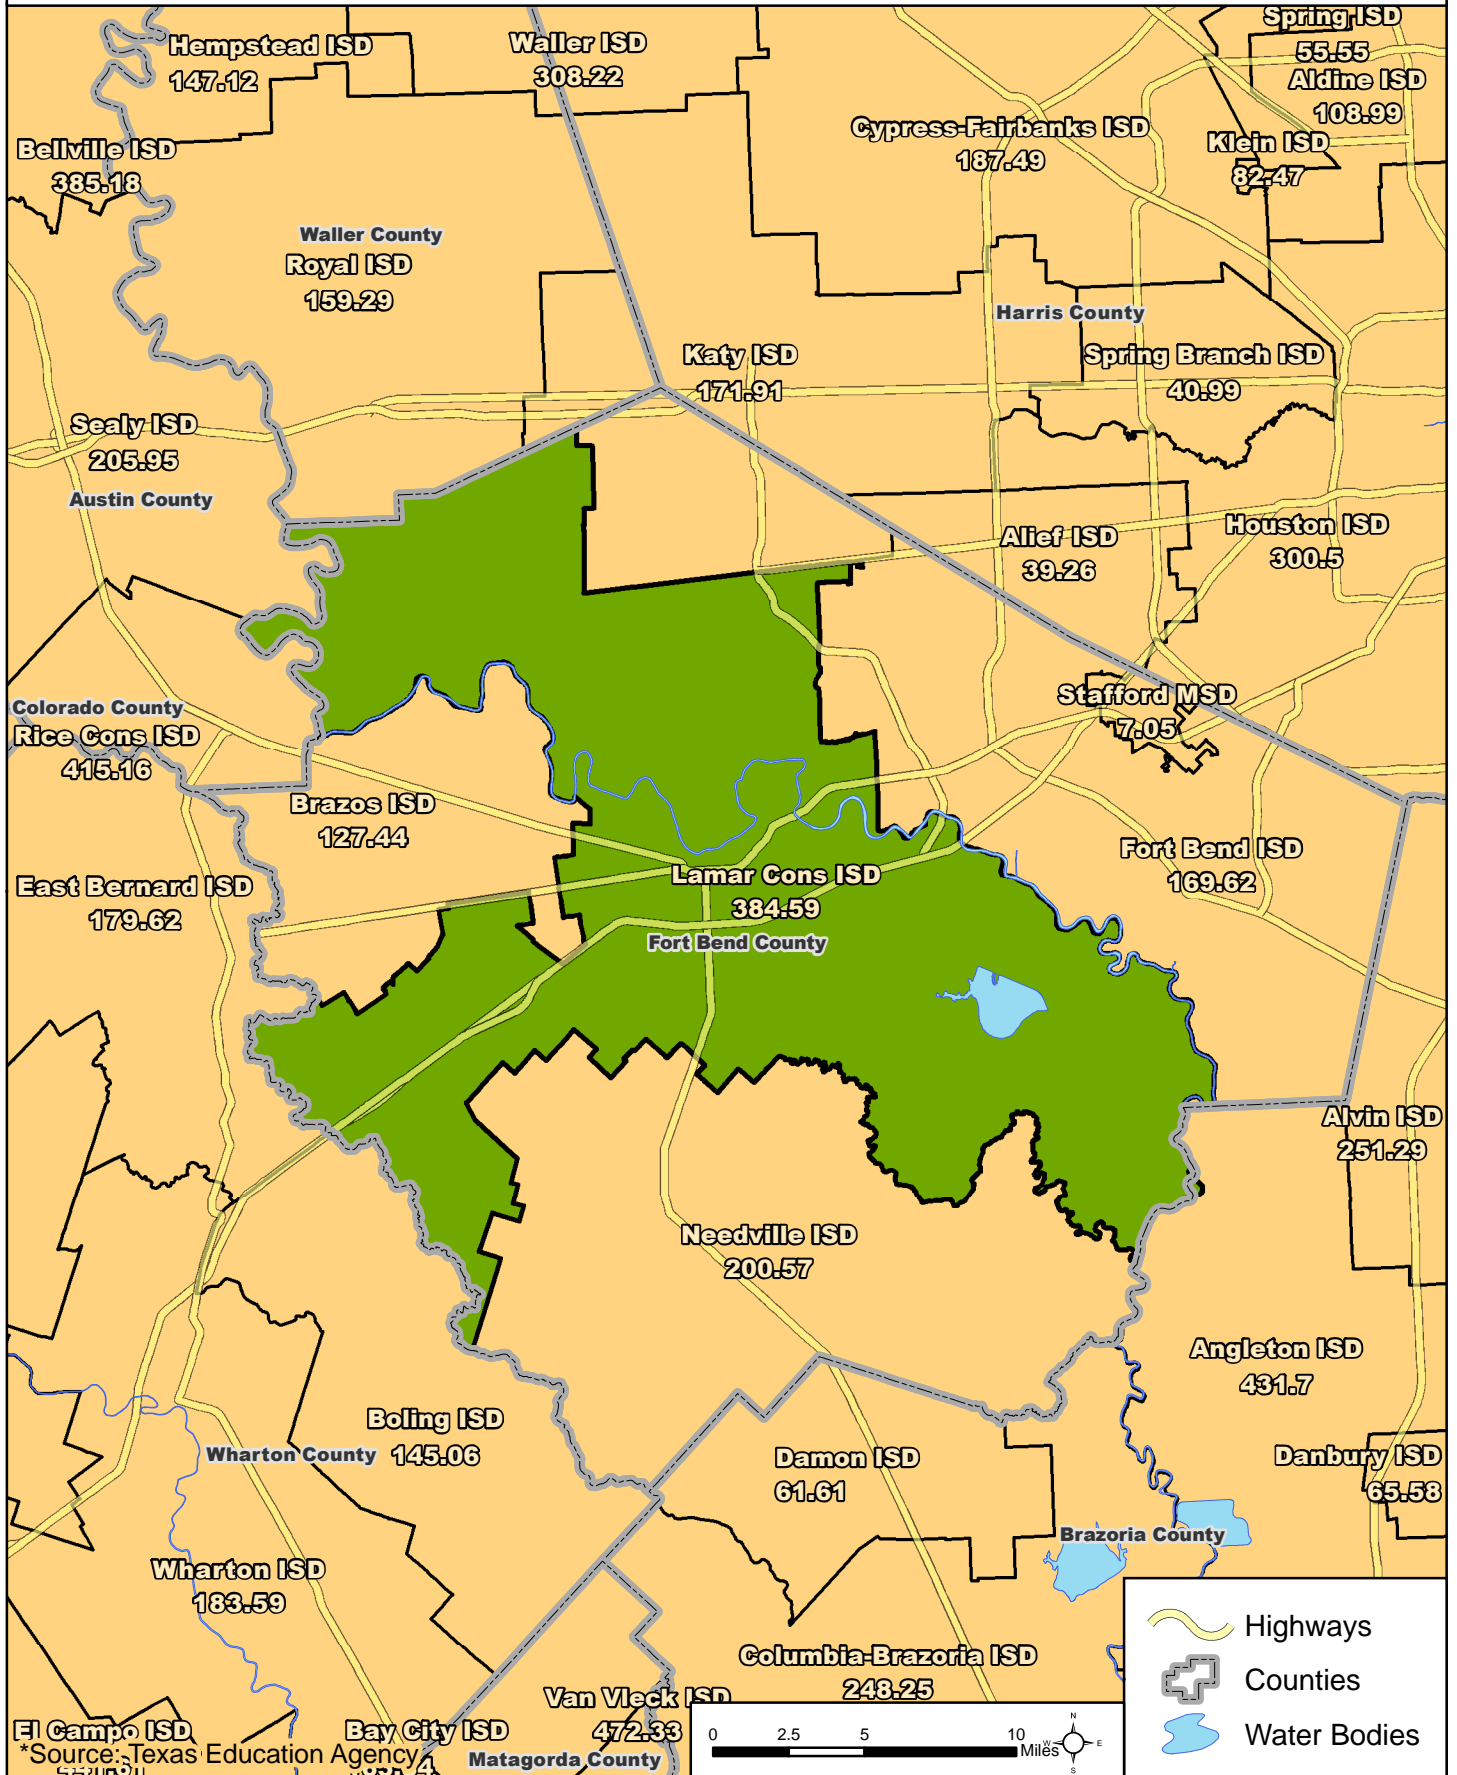 Spring ISD
55.55
Hempstead ISD
147.12
Waller ISD
308.22
Aldine ISD
108.99
Cypress-Fairbanks ISD
187.49
Klein ISD
82.47
Bellville ISD
385.18
Waller County
Royal ISD
159.29
Harris County
Katy ISD
171.91
Spring Branch ISD
40.99
Sealy ISD
205.95
Austin County
Alief ISD
39.26
Houston ISD
300.5
Stafford MSD
7.05
Colorado County
Rice Cons ISD
415.16
Brazos ISD
127.44
Fort Bend ISD
169.62
Lamar Cons ISD
384.59
East Bernard ISD
179.62
Fort Bend County
Alvin ISD
251.29
Needville ISD
200.57
Angleton ISD
431.7
Boling ISD
145.06
Wharton County
Damon ISD
61.61
Danbury ISD
65.58
Brazoria County
Wharton ISD
183.59
Columbia-Brazoria ISD
248.25
Van Vleck ISD
472.33
El Campo ISD
Bay City ISD
*Source: Texas Education Agency
Matagorda County
0 2.5 5 10
Miles
N
W E
S
Highways
Counties
Water Bodies